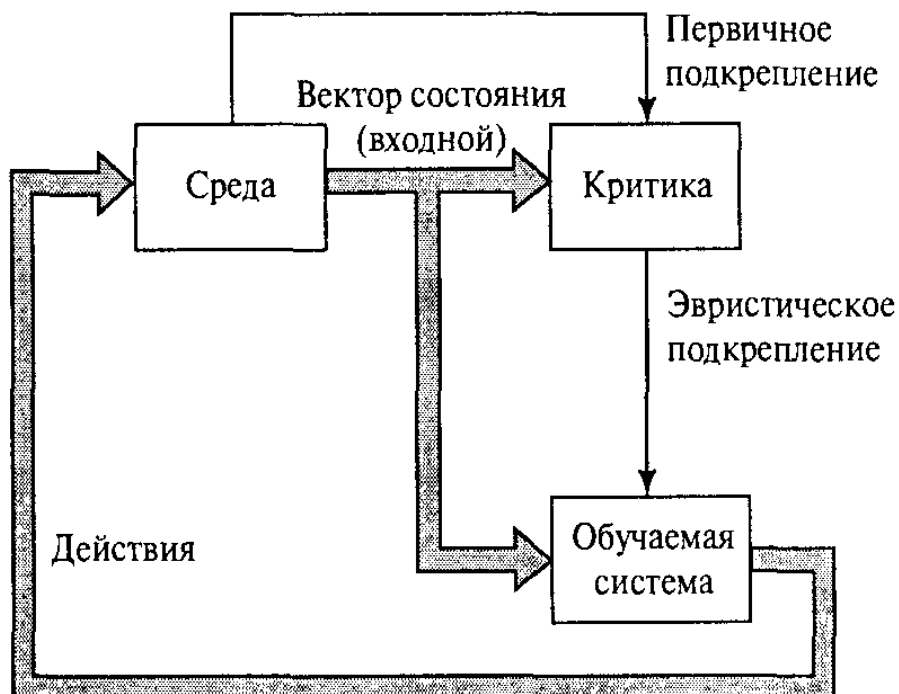 Первичное
подкрепление
Вектор состояния
(входной)
Среда
Критика
Эвристическое
подкрепление
Действия
Обучаемая
система